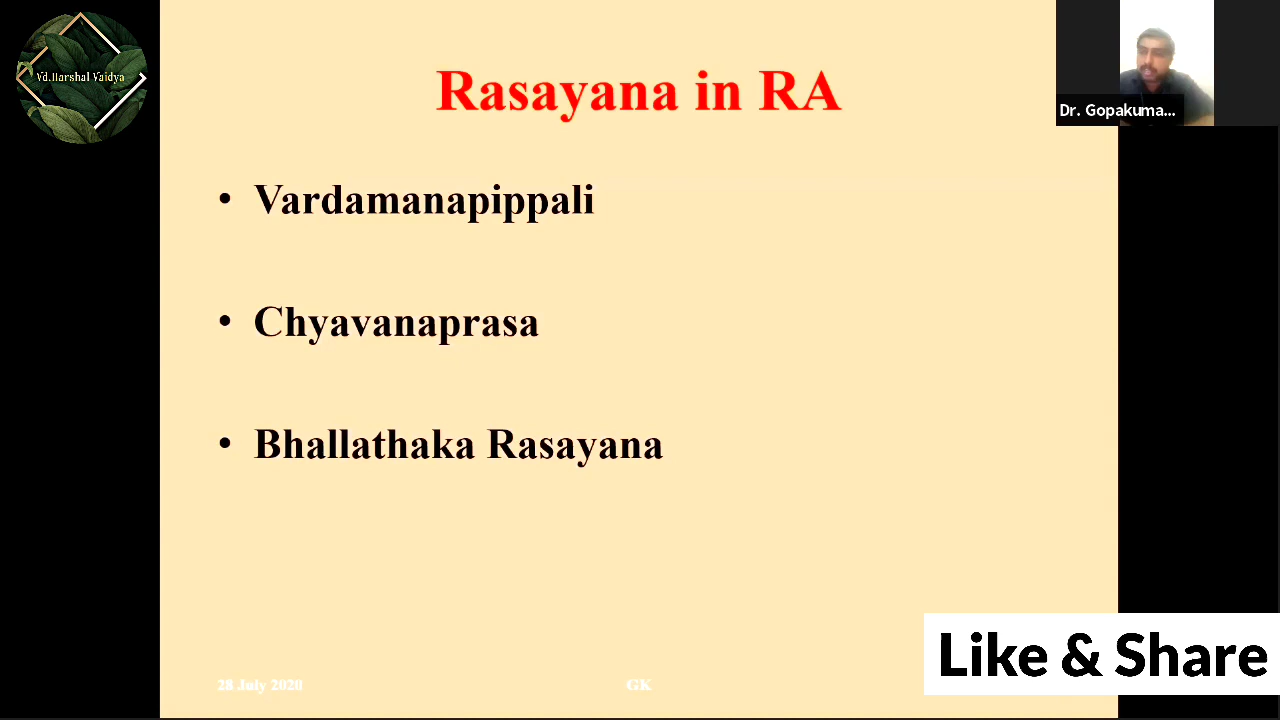 Vd.Harshal Vaidya
Rasayana in RA
Dr. Gopakuma...
• Vardamanapippali
• Chyavanaprasa
• Bhallathaka Rasayana
Like & Share
28 July 2020
GK